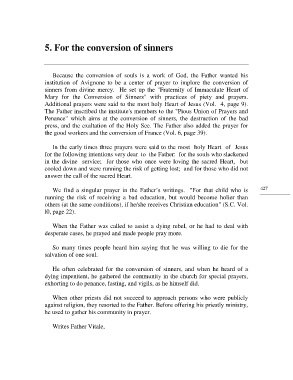 5. For the conversion of sinners
Because the conversion of souls is a work of God, the Father wanted his
institution of Avignone to be a center of prayer to implore the conversion of
sinners from divine mercy. He set up the "Fraternity of Immaculate Heart of
Mary for the Conversion of Sinners" with practices of piety and prayers.
Additional prayers were said to the most holy Heart of Jesus (Vol. 4, page 9).
The Father inscribed the institute's members to the "Pious Union of Prayers and
Penance" which aims at the conversion of sinners, the destruction of the bad
press, and the exaltation of the Holy See. The Father also added the prayer for
the good workers and the conversion of France (Vol. 6, page 39).
In the early times three prayers were said to the most holy Heart of Jesus
for the following intentions very dear to the Father: for the souls who slackened
in the divine service; for those who once were loving the sacred Heart, but
cooled down and were running the risk of getting lost; and for those who did not
answer the call of the sacred Heart.
We find a singular prayer in the Father's writings. "For that child who is
running the risk of receiving a bad education, but would become holier than
others (at the same conditions), if he/she receives Christian education" (S.C. Vol.
10, page 22).
127
When the Father was called to assist a dying rebel, or he had to deal with
desperate cases, he prayed and made people pray more.
So many times people heard him saying that he was willing to die for the
salvation of one soul.
He often celebrated for the conversion of sinners, and when he heard of a
dying impenitent, he gathered the community in the church for special prayers,
exhorting to do penance, fasting, and vigils, as he himself did.
When other priests did not succeed to approach persons who were publicly
against religion, they resorted to the Father. Before offering his priestly ministry,
he used to gather his community in prayer.
Writes Father Vitale,